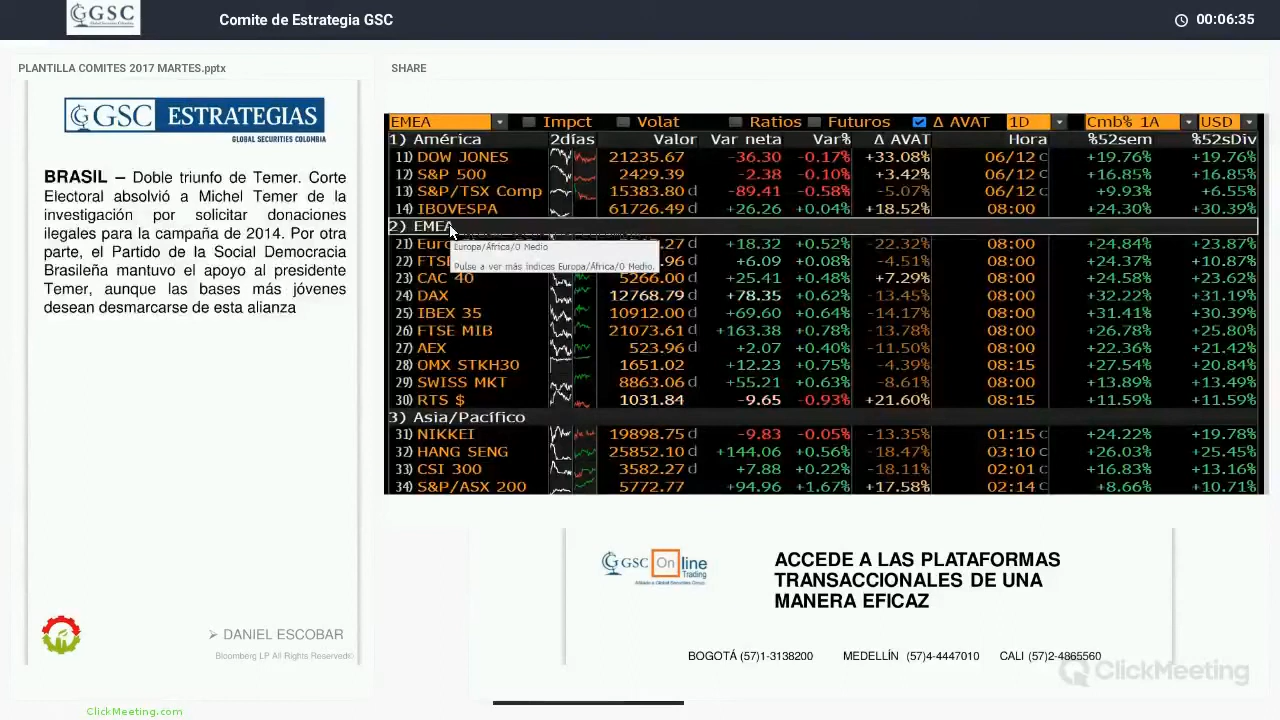 GSC
Comite de Estrategia GSC
00:06:35
PLANTILLA COMITES 2017 MARTES.pptx
SHARE
GSC ESTRATEGIAS
GLOBAL SECURITIES COLOMBIA
BRASIL – Doble triunfo de Temer. Corte
Electoral absolvió a Michel Temer de la
investigación por solicitar donaciones
ilegales para la campaña de 2014. Por otra
parte, el Partido de la Social Democracia
Brasileña mantuvo el apoyo al presidente
Temer, aunque las bases más jóvenes
desean desmarcarse de esta alianza
➢ DANIEL ESCOBAR
Bloomberg LP All Rights Reserved®
EMEA Impct Volat Ratios Futuros Δ AVAT 1D Cmb% 1A USD
1) América 2días Valor Var neta Var% Δ AVAT Hora %52sem %52sDiv
11) DOW JONES 21235.67 -36.30 -0.17% +33.08% 06/12 c +19.76% +19.76%
12) S&P 500 2429.39 -2.38 -0.10% +3.42% 06/12 c +16.85% +16.85%
13) S&P/TSX Comp 15383.80 d -89.41 -0.58% -5.07% 06/12 c +9.93% +6.55%
14) IBOVESPA 61726.49 d +26.26 +0.04% +18.52% 06/12 c +24.24% +30.39%
2) EMEA
21) Euro .27 d +18.32 +0.52% -22.32% 08:00 +24.84% +23.87%
Europa/África/O Medio
22) FTSE .96 d +6.09 +0.08% -4.51% 08:00 +22.87%
Pulse a ver más índices Europa/África/O Medio.
23) CAC 40 5266.00 d +25.41 +0.48% +7.29% 08:00 +24.58% +23.62%
24) DAX 12768.79 d +78.35 +0.62% -13.45% 08:00 +32.22% +31.19%
25) IBEX 35 10912.00 d +69.60 +0.64% -14.17% 08:00 +31.41% +30.39%
26) FTSE MIB 21073.61 d +163.38 +0.78% -13.78% 08:00 +26.78% +25.80%
27) AEX 523.96 d +2.07 +0.40% -11.50% 08:00 +22.36% +21.42%
28) OMX STKH30 1651.02 +12.23 +0.75% -4.39% 08:15 +27.54% +20.84%
29) SWISS MKT 8863.06 d +55.21 +0.63% -8.61% 08:00 +13.89% +13.49%
30) RTS $ 1031.84 -9.65 -0.93% +21.60% 08:15 +11.59% +11.59%
3) Asia/Pacífico
31) NIKKEI 19898.75 d -9.83 -0.05% -13.35% 01:15 c +24.22% +19.78%
32) HANG SENG 25852.10 d +144.06 +0.56% -18.47% 03:10 c +26.03% +25.45%
33) CSI 300 3582.27 d +7.88 +0.22% -18.11% 02:01 c +16.83% +13.16%
34) S&P/ASX 200 5772.77 +94.96 +1.67% +17.58% 02:14 c +8.66% +10.71%
GSC Online
Trading
ACCEDE A LAS PLATAFORMAS
TRANSACCIONALES DE UNA
MANERA EFICAZ
BOGOTÁ (57)1-3138200 MEDELLÍN (57)4-4447010 CALI (57)2-4865560
ClickMeeting
ClickMeeting.com